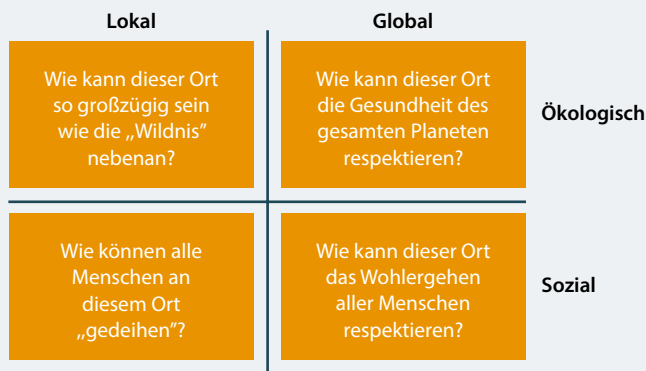 Lokal
Global
Wie kann dieser Ort
so großzügig sein
wie die ,,Wildnis”
nebenan?
Wie kann dieser Ort
die Gesundheit des
gesamten Planeten
respektieren?
Ökologisch
Wie können alle
Menschen an
diesem Ort
,,gedeihen”?
Wie kann dieser Ort
das Wohlergehen
aller Menschen
respektieren?
Sozial